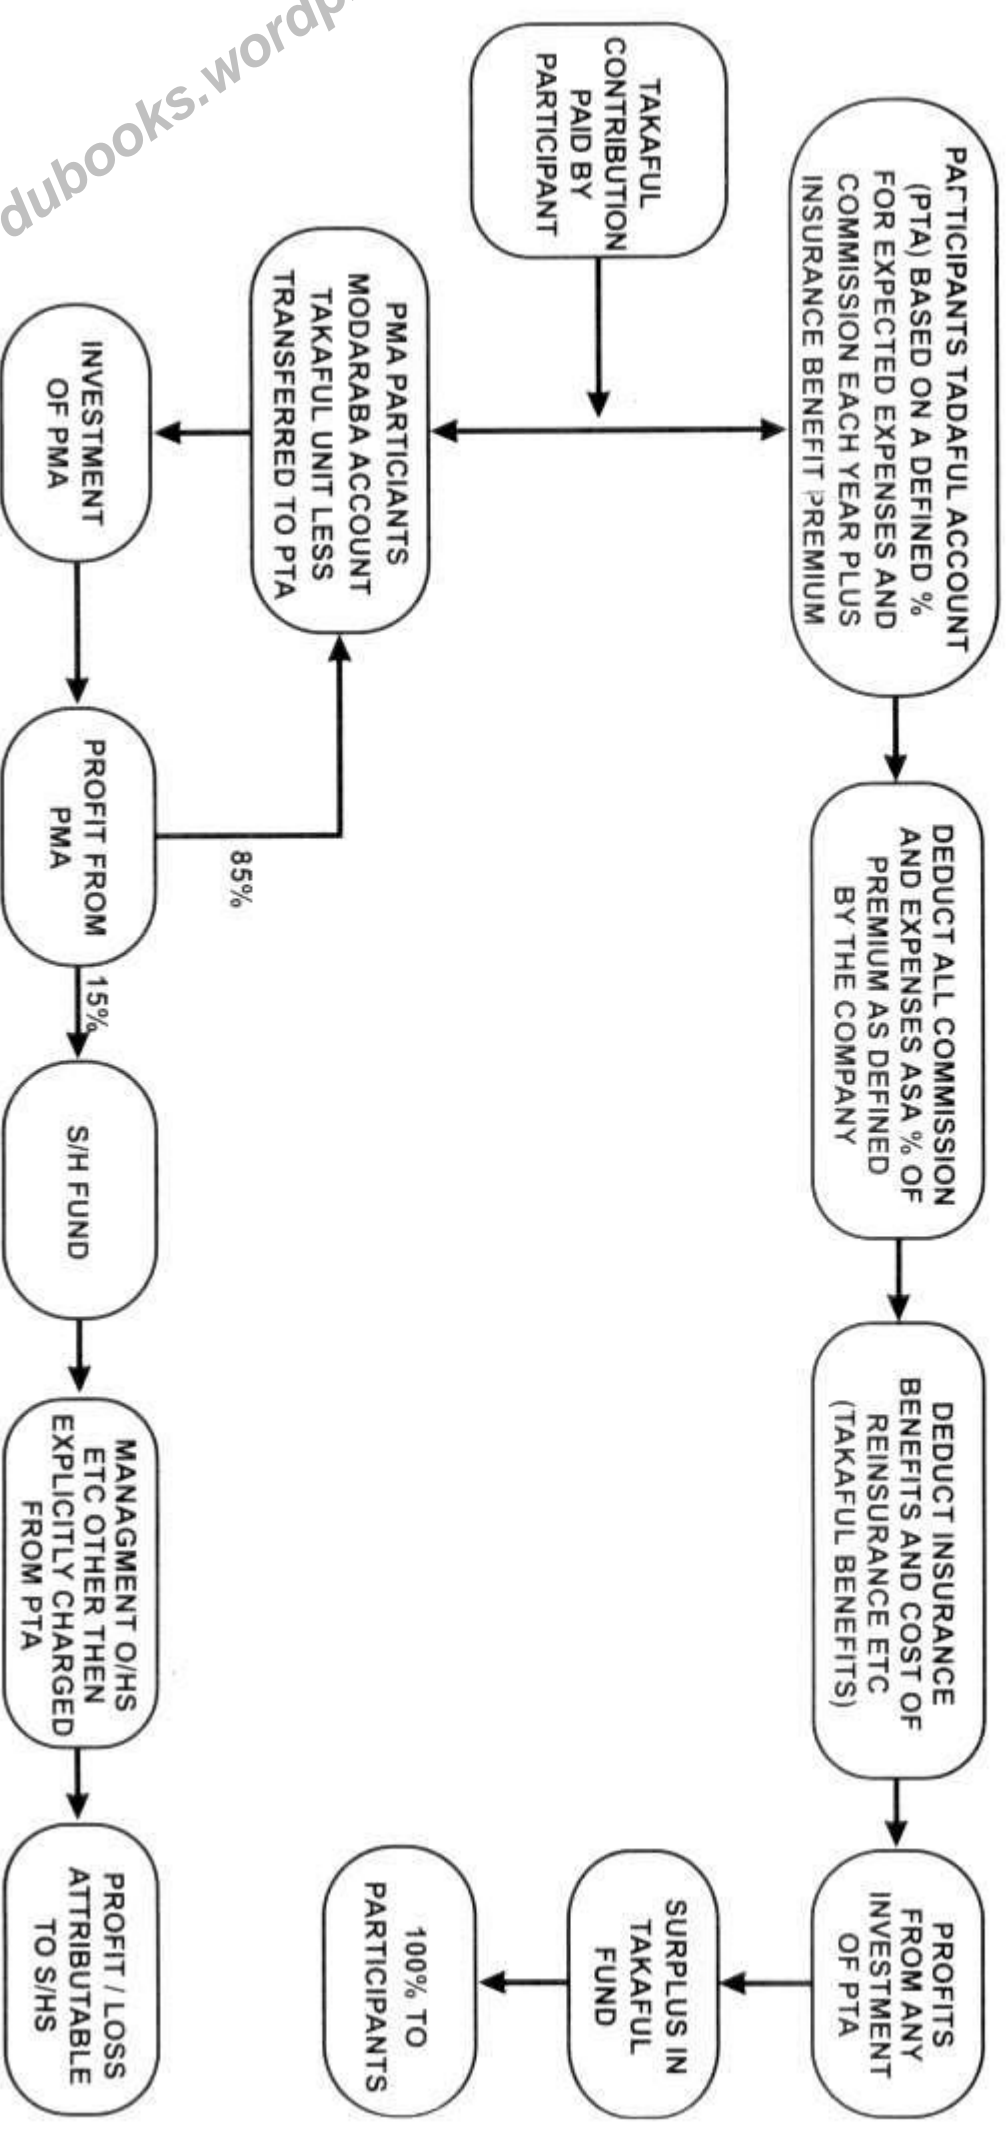 PARTICIPANTS TADAFUL ACCOUNT
(PTA) BASED ON A DEFINED %
FOR EXPECTED EXPENSES AND
COMMISSION EACH YEAR PLUS
INSURANCE BENEFIT PREMIUM
DEDUCT ALL COMMISSION
AND EXPENSES ASA % OF
PREMIUM AS DEFINED
BY THE COMPANY
DEDUCT INSURANCE
BENEFITS AND COST OF
REINSURANCE ETC
(TAKAFUL BENEFITS)
PROFITS
FROM ANY
INVESTMENT
OF PTA
TAKAFUL
CONTRIBUTION
PAID BY
PARTICIPANT
SURPLUS IN
TAKAFUL
FUND
PMA PARTICIANTS
MODARABA ACCOUNT
TAKAFUL UNIT LESS
TRANSFERRED TO PTA
100% TO
PARTICIPANTS
85%
INVESTMENT
OF PMA
PROFIT FROM
PMA
15%
S/H FUND
MANAGMENT O/HS
ETC OTHER THEN
EXPLICITLY CHARGED
FROM PTA
PROFIT / LOSS
ATTRIBUTABLE
TO S/HS
dubooks.wordp